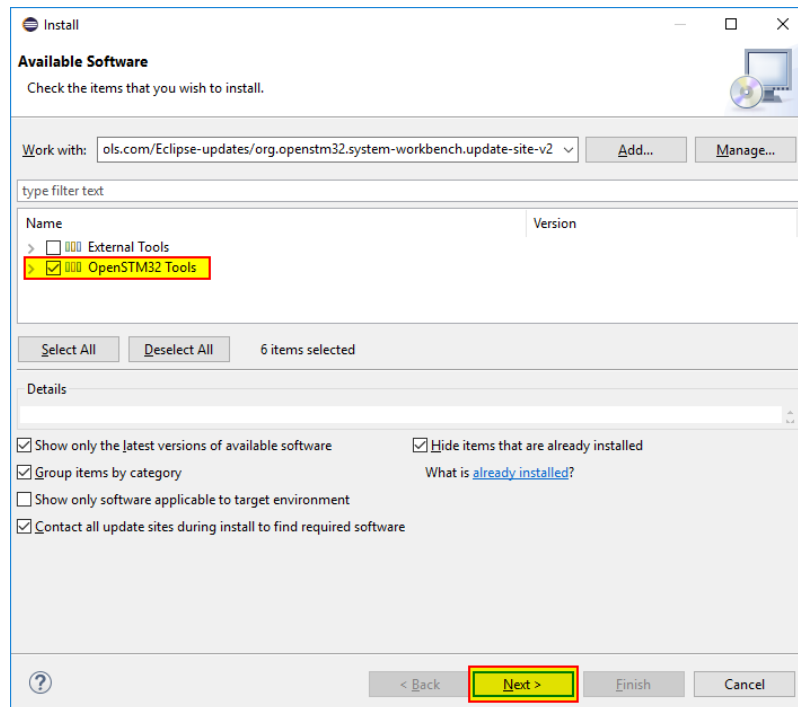 Install
Available Software
Check the items that you wish to install.
Work with: ols.com/Eclipse-updates/org.openstm32.system-workbench.update-site-v2 Add... Manage...
type filter text
Name Version
External Tools
OpenSTM32 Tools
Select All Deselect All 6 items selected
Details
Show only the latest versions of available software Hide items that are already installed
Group items by category What is already installed?
Show only software applicable to target environment
Contact all update sites during install to find required software
? < Back Next > Finish Cancel